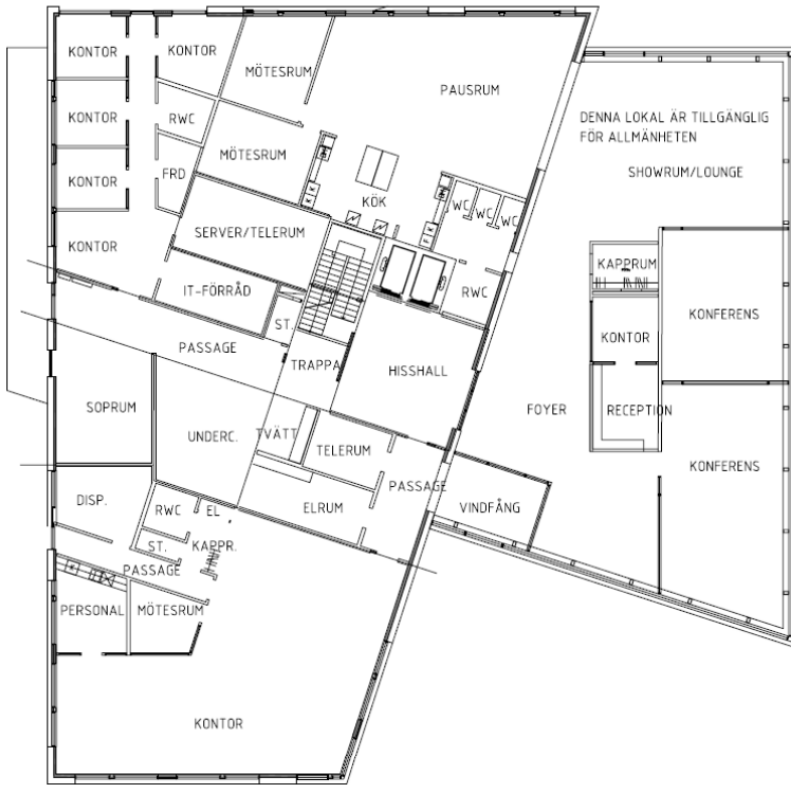 KONTOR
KONTOR
MÖTESRUM
PAUSRUM
KONTOR
RWC
MÖTESRUM
KONTOR
FRD
KÖK
WC
WC
WC
KONTOR
SERVER/TELERUM
IT-FÖRRÅD
ST.
RWC
PASSAGE
TRAPPA
HISSHALL
SOPRUM
UNDERC.
TVÄTT
TELERUM
PASSAGE
ELRUM
DISP.
RWC
EL
ST.
KAPPR.
PASSAGE
PERSONAL
MÖTESRUM
KONTOR
DENNA LOKAL ÄR TILLGÄNGLIG
FÖR ALLMÄNHETEN
SHOWRUM/LOUNGE
KAPPRUM
KONFERENS
KONTOR
FOYER
RECEPTION
KONFERENS
VINDFÅNG